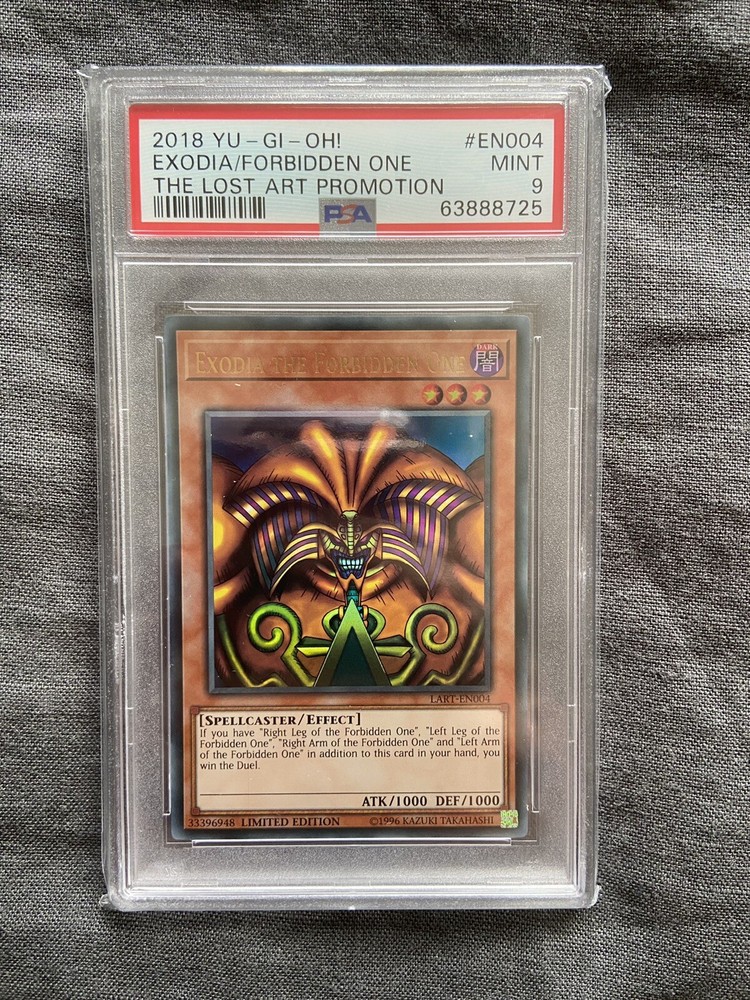 2018 YU-GI-OH! #EN004
EXODIA/FORBIDDEN ONE MINT
THE LOST ART PROMOTION 9
PSA 63888725
EXODIA THE FORBIDDEN ONE
DARK
闇
LART-EN004
[SPELLCASTER/EFFECT]
If you have "Right Leg of the Forbidden One", "Left Leg of the
Forbidden One", "Right Arm of the Forbidden One" and "Left Arm
of the Forbidden One" in addition to this card in your hand, you
win the Duel.
ATK/1000 DEF/1000
33396948 LIMITED EDITION ©1996 KAZUKI TAKAHASHI